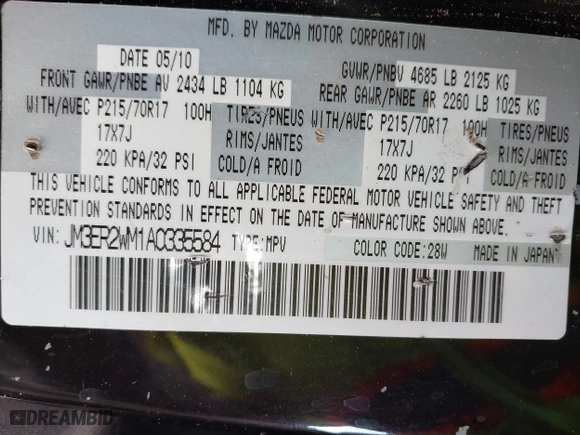 MFD. BY MAZDA MOTOR CORPORATION
DATE 05/10 GVWR/PNBV 4685 LB 2125 KG
FRONT GAWR/PNBE AV 2434 LB 1104 KG REAR GAWR/PNBE AR 2260 LB 1025 KG
WITH/AVEC P215/70R17 100H TIRES/PNEUS WITH/AVEC P215/70R17 100H TIRES/PNEUS
17X7J RIMS/JANTES 17X7J RIMS/JANTES
220 KPA/32 PSI COLD/A FROID 220 KPA/32 PSI COLD/A FROID
THIS VEHICLE CONFORMS TO ALL APPLICABLE FEDERAL MOTOR VEHICLE SAFETY AND THEFT
PREVENTION STANDARDS IN EFFECT ON THE DATE OF MANUFACTURE SHOWN ABOVE.
VIN: JM3ER2WM1A0335584 TYPE:MPV COLOR CODE:28W MADE IN JAPAN
DREAMBID